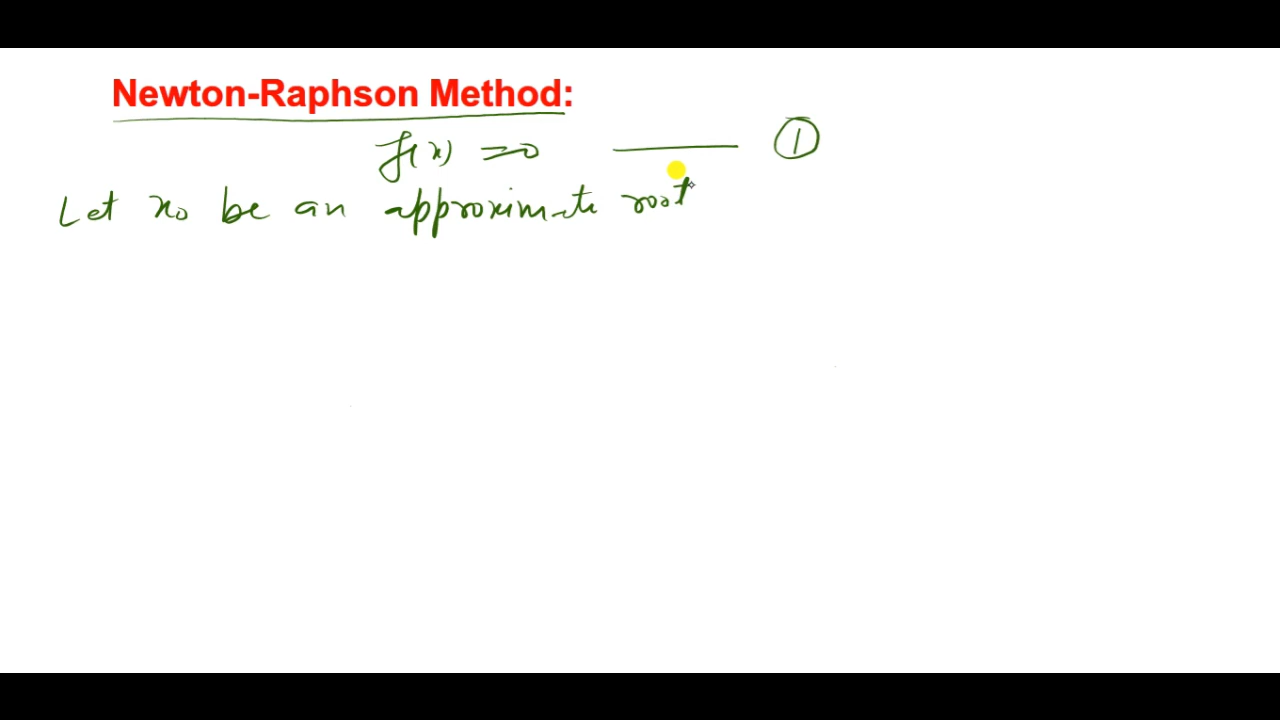 Newton-Raphson Method:
f(x) = 0 ——— ①
Let x₀ be an approximate root